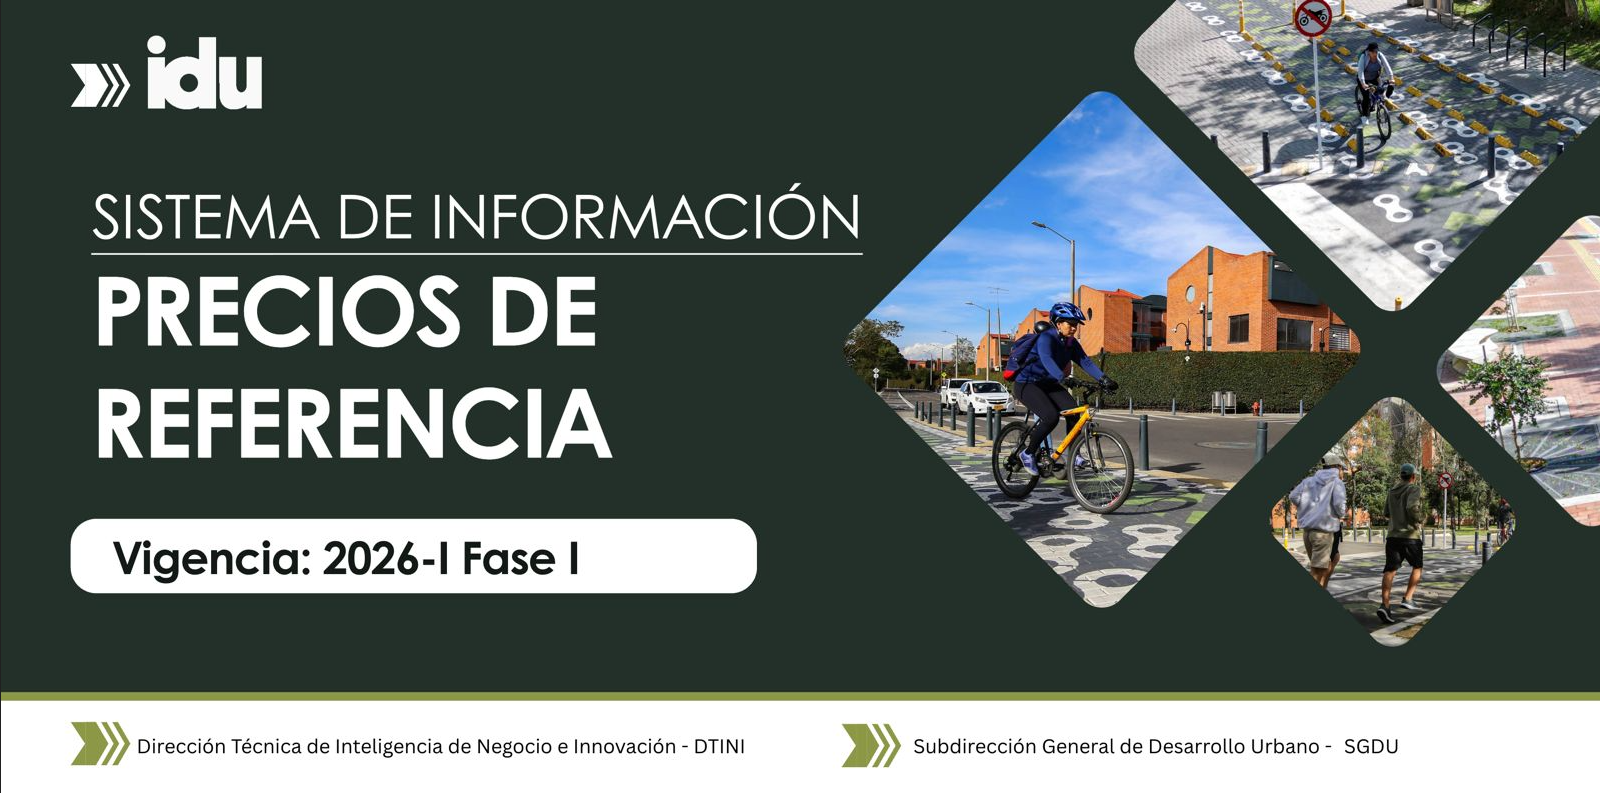 idu
SISTEMA DE INFORMACIÓN
PRECIOS DE
REFERENCIA
Vigencia: 2026-I Fase I
Dirección Técnica de Inteligencia de Negocio e Innovación - DTINI
Subdirección General de Desarrollo Urbano - SGDU